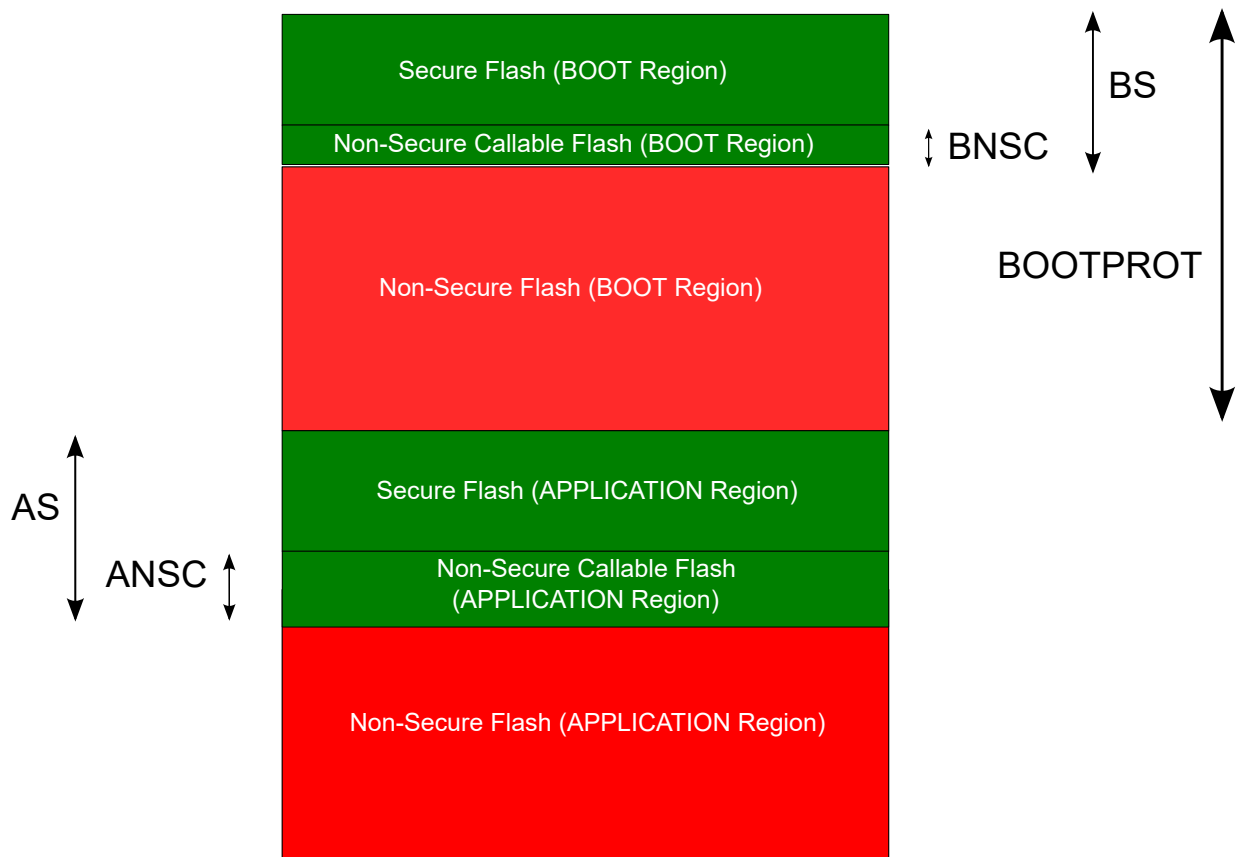 Secure Flash (BOOT Region)
BS
Non-Secure Callable Flash (BOOT Region)
BNSC
BOOTPROT
Non-Secure Flash (BOOT Region)
Secure Flash (APPLICATION Region)
AS
Non-Secure Callable Flash
(APPLICATION Region)
ANSC
Non-Secure Flash (APPLICATION Region)